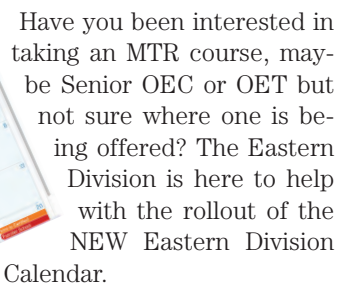 Have you been interested in
taking an MTR course, may-
be Senior OEC or OET but
not sure where one is be-
ing offered? The Eastern
Division is here to help
with the rollout of the
NEW Eastern Division
Calendar.